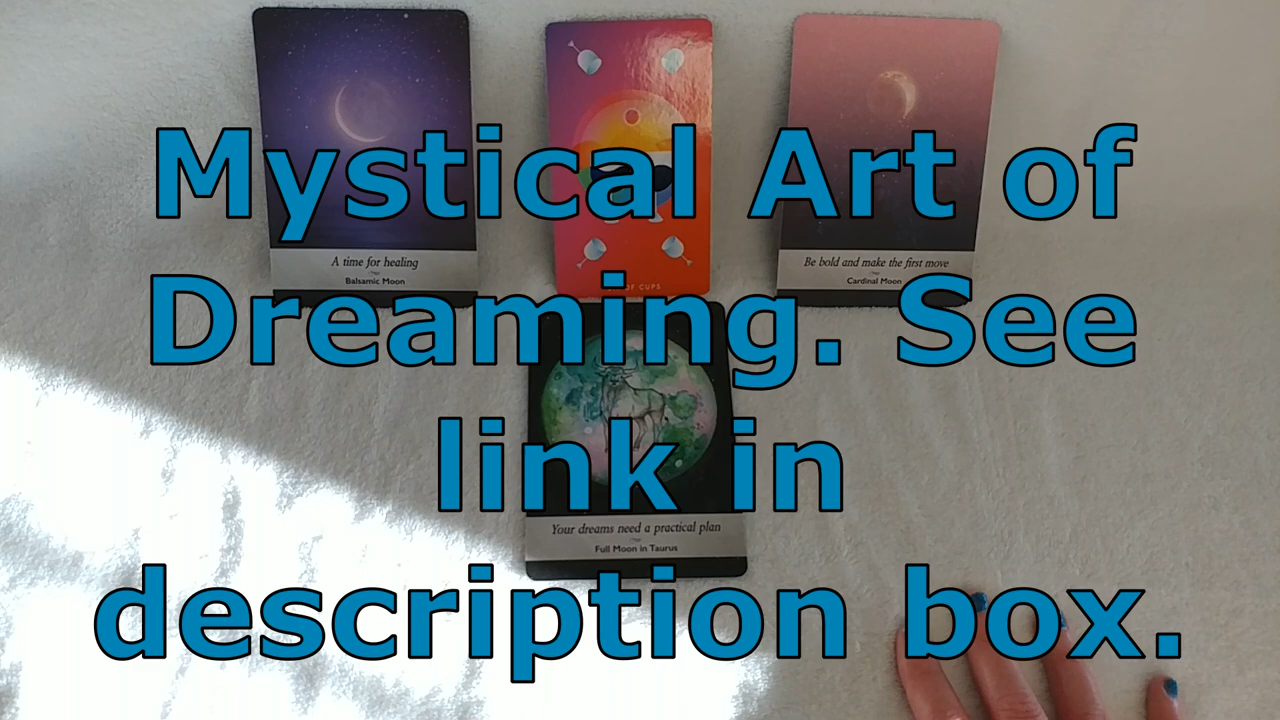 Mystical Art of
Dreaming. See
link in
description box.
A time for healing
Balsamic Moon
OF CUPS
Be bold and make the first move
Cardinal Moon
Your dreams need a practical plan
Full Moon in Taurus